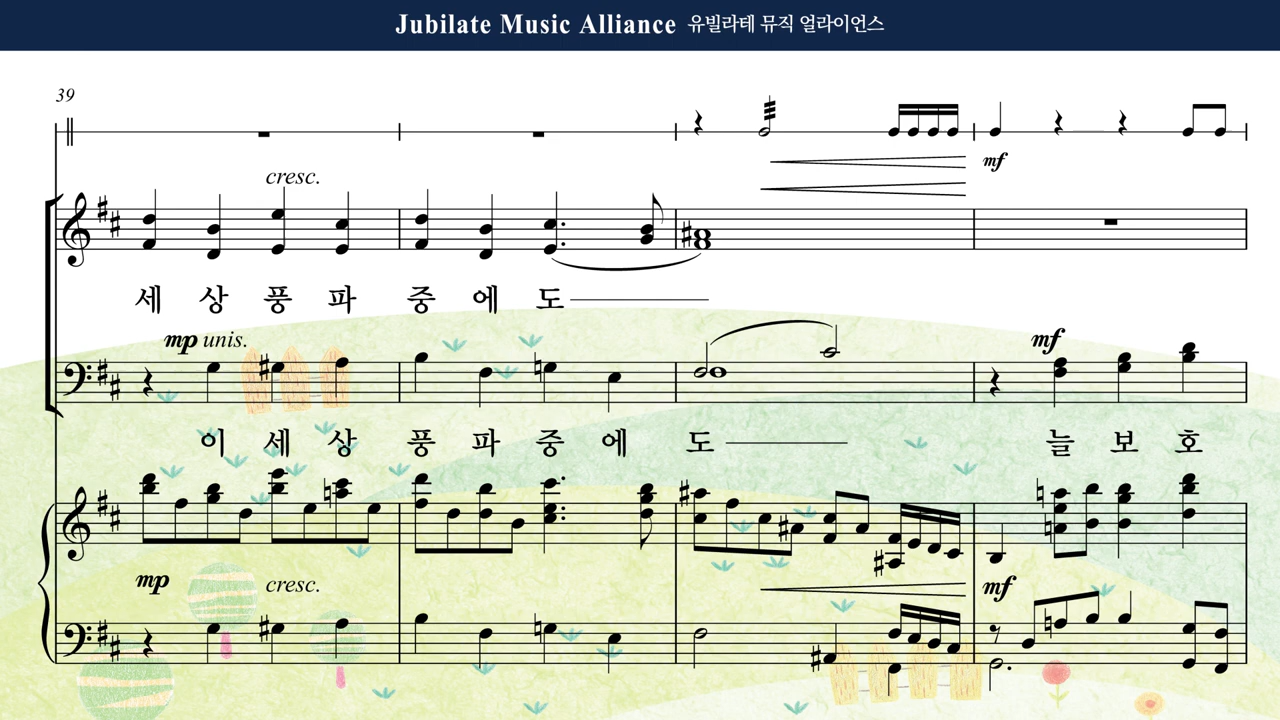 Jubilate Music Alliance 유빌라테 뮤직 얼라이언스
39
mf
cresc.
세 상 풍 파 중 에 도
mp unis.
mf
이 세 상 풍 파 중 에 도 늘 보 호
mp
cresc.
mf